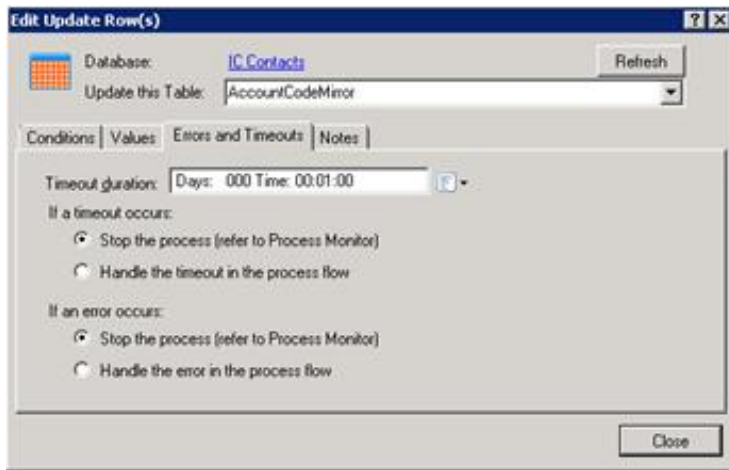 Edit Update Row(s)
Database: IC Contacts Refresh
Update this Table: AccountCodeMirror
Conditions Values Errors and Timeouts Notes
Timeout duration: Days: 000 Time: 00:01:00
If a timeout occurs:
Stop the process (refer to Process Monitor)
Handle the timeout in the process flow
If an error occurs:
Stop the process (refer to Process Monitor)
Handle the error in the process flow
Close